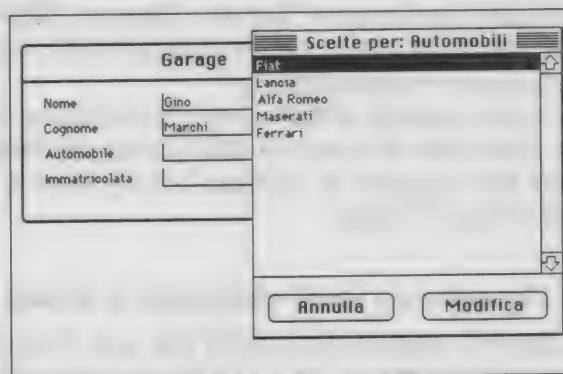 Garage
Nome Gino
Cognome Marchi
Automobile
Immatricolata
Scelte per: Automobili
Fiat
Lancia
Alfa Romeo
Maserati
Ferrari
Annulla
Modifica